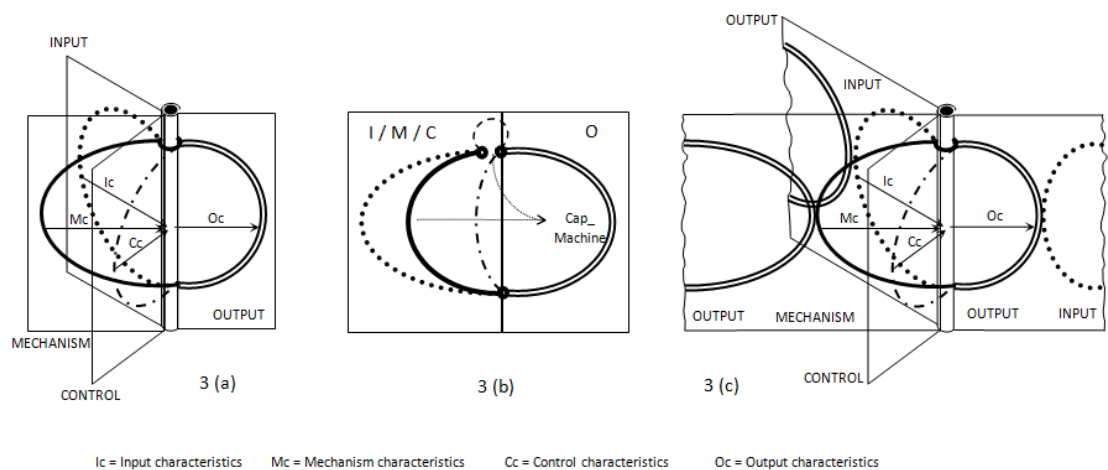 INPUT
Ic
Mc
Oc
Cc
OUTPUT
MECHANISM
CONTROL
3 (a)
I / M / C
O
Cap_
Machine
3 (b)
OUTPUT
INPUT
Ic
Mc
Oc
Cc
OUTPUT
MECHANISM
OUTPUT
INPUT
CONTROL
3 (c)
Ic = Input characteristics Mc = Mechanism characteristics Cc = Control characteristics Oc = Output characteristics